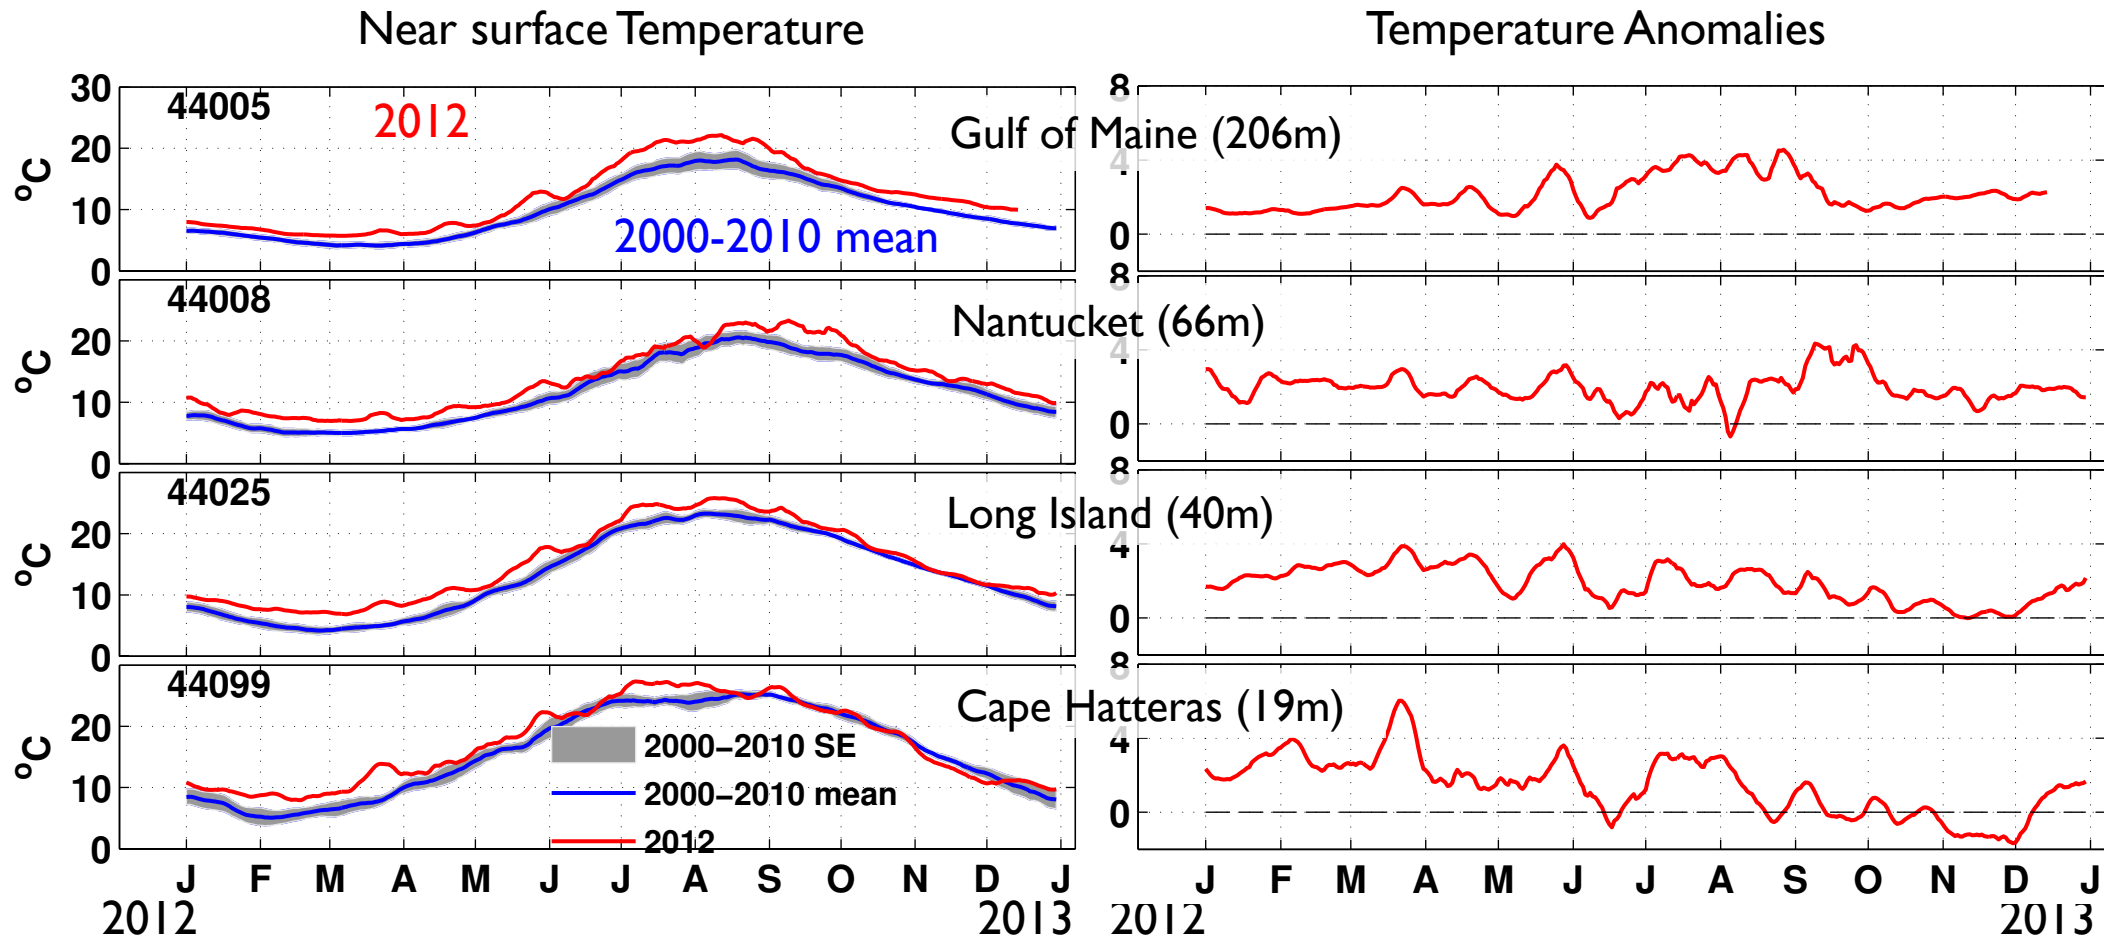 Near surface Temperature
Temperature Anomalies
30
20
10
0
°C
44005
2012
2000-2010 mean
Gulf of Maine (206m)
8
4
0
20
10
0
°C
44008
Nantucket (66m)
8
4
0
20
10
0
°C
44025
Long Island (40m)
8
4
0
20
10
0
°C
44099
2000–2010 SE
2000–2010 mean
2012
Cape Hatteras (19m)
8
4
0
J F M A M J J A S O N D J
J F M A M J J A S O N D J
2012 2013
2012 2013